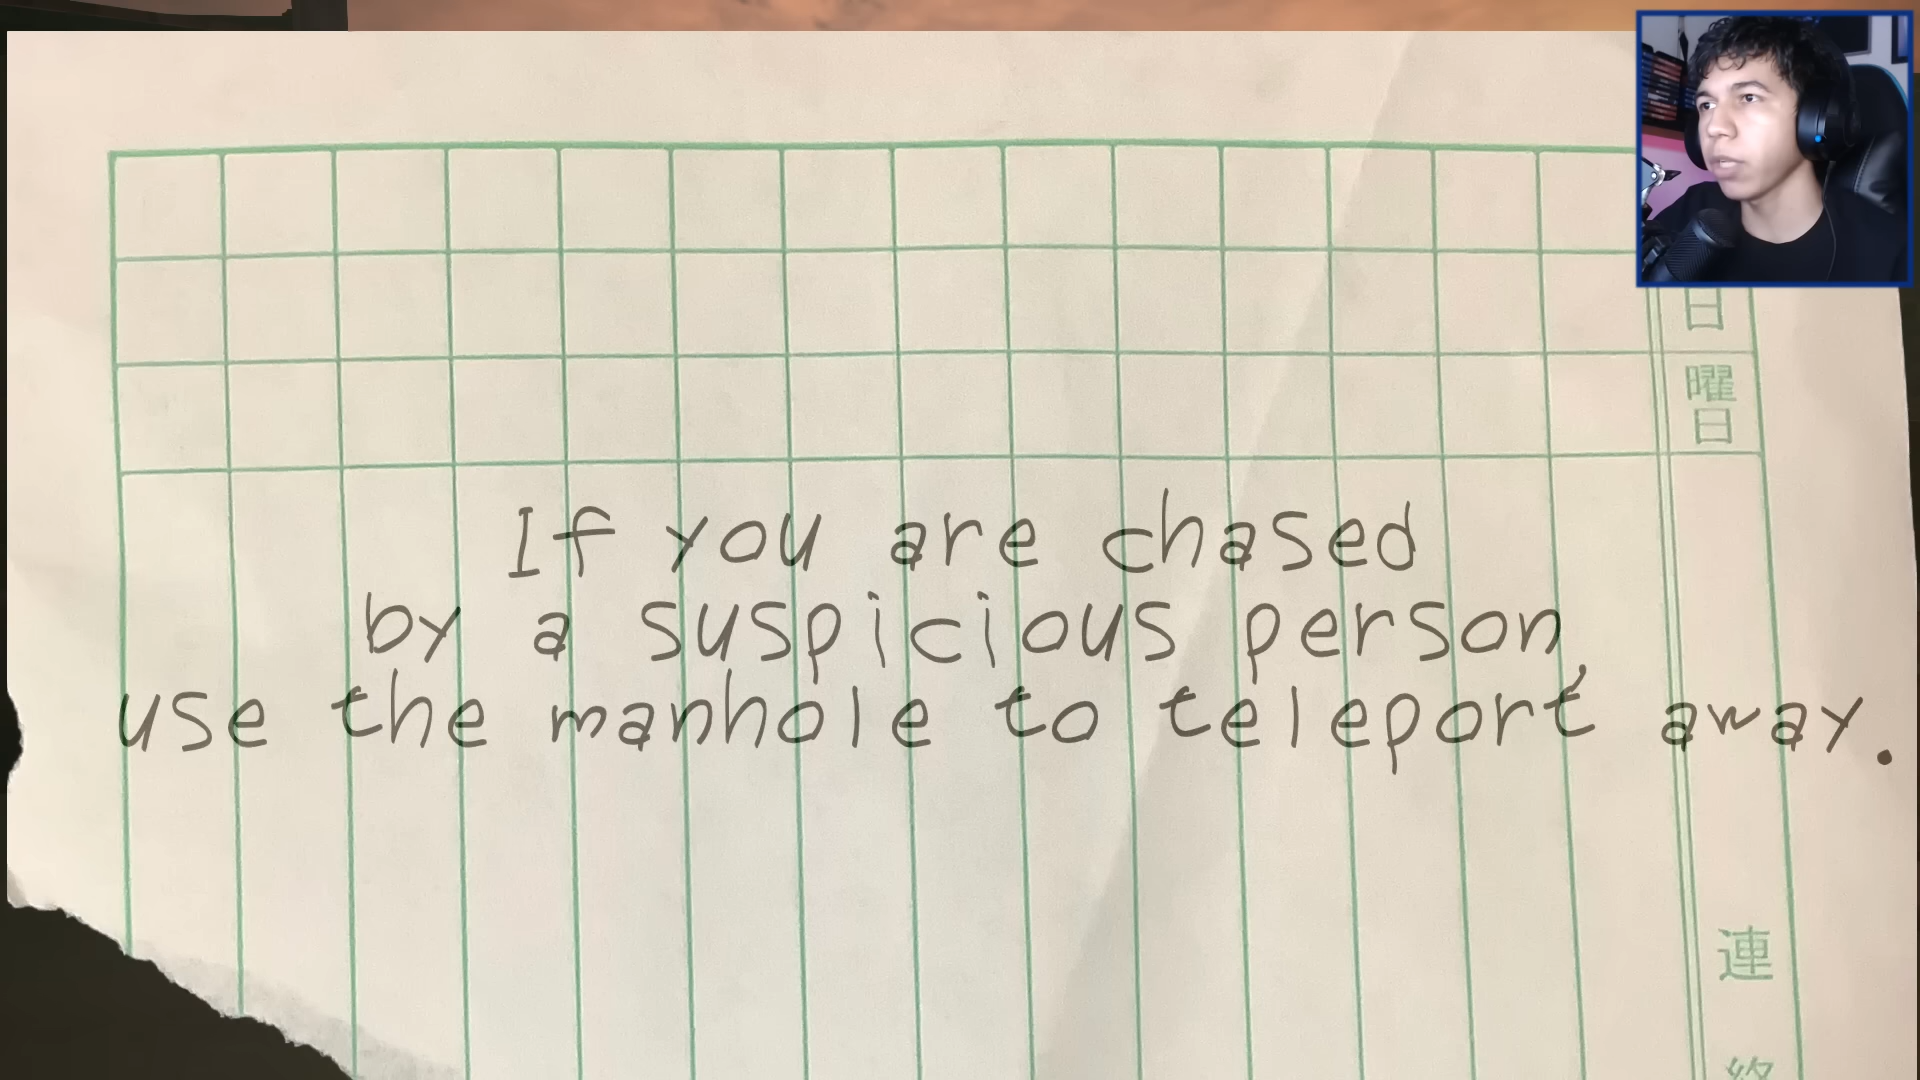 If you are chased
by a suspicious person,
use the manhole to teleport away.
日
曜
日
連